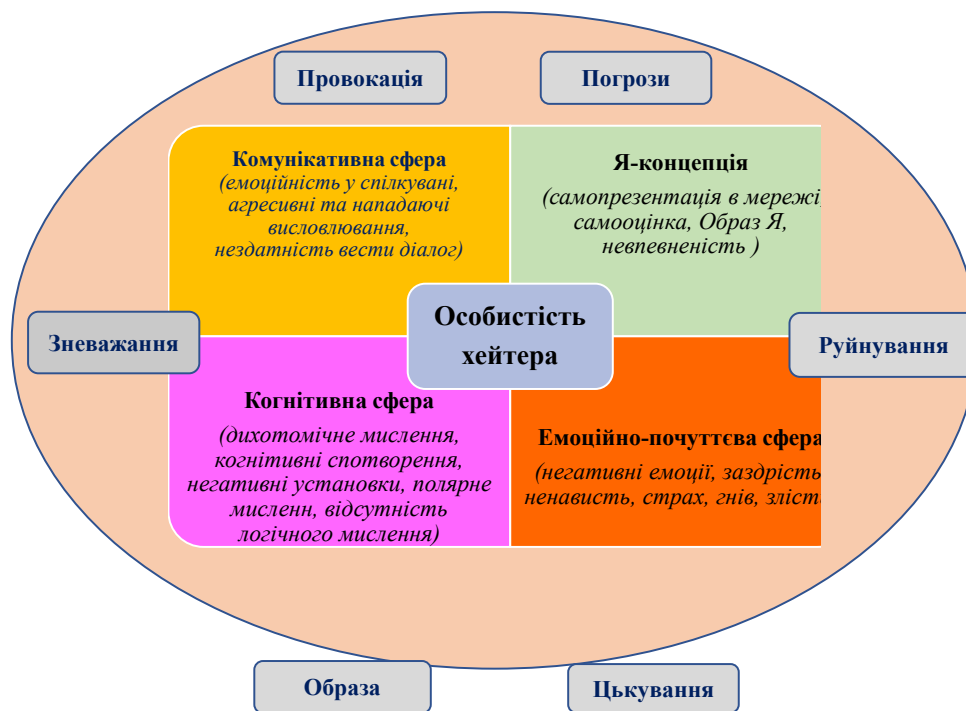 Провокація
Погрози
Комунікативна сфера
(емоційність у спілкувані,
агресивні та нападаючі
висловлювання,
нездатність вести діалог)
Я-концепція
(самопрезентація в мережі,
самооцінка, Образ Я,
невпевненість )
Зневажання
Особистість
хейтера
Руйнування
Когнітивна сфера
(дихотомічне мислення,
когнітивні спотворення,
негативні установки, полярне
мисленн, відсутність
логічного мислення)
Емоційно-почуттєва сфера
(негативні емоції, заздрість,
ненависть, страх, гнів, злість
Образа
Цькування